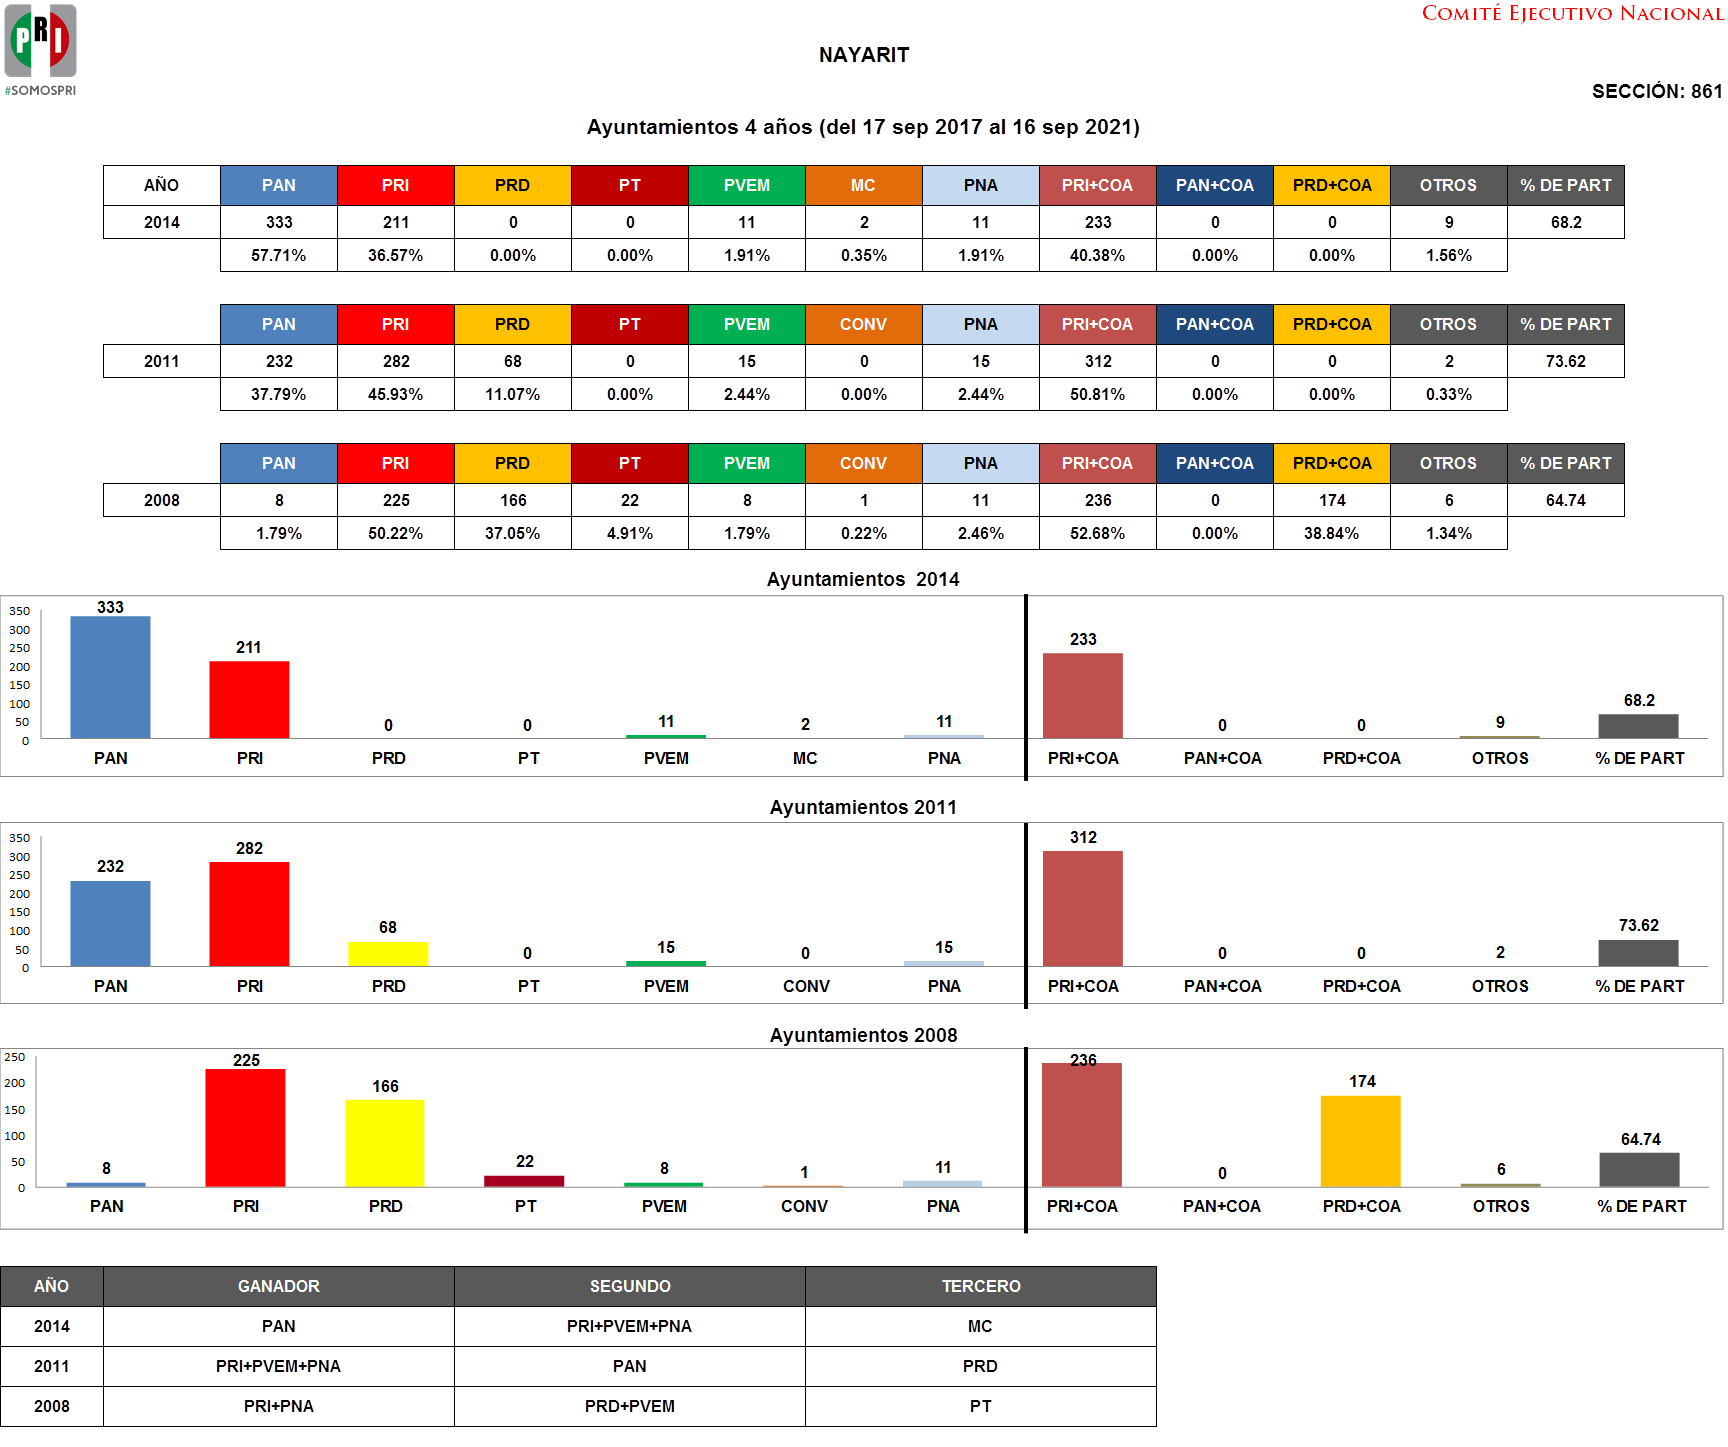 COMITÉ EJECUTIVO NACIONAL
PRI
#SOMOSPRI
NAYARIT
SECCIÓN: 861
Ayuntamientos 4 años (del 17 sep 2017 al 16 sep 2021)
AÑO PAN PRI PRD PT PVEM MC PNA PRI+COA PAN+COA PRD+COA OTROS % DE PART
2014 333 211 0 0 11 2 11 233 0 0 9 68.2
57.71% 36.57% 0.00% 0.00% 1.91% 0.35% 1.91% 40.38% 0.00% 0.00% 1.56%
PAN PRI PRD PT PVEM CONV PNA PRI+COA PAN+COA PRD+COA OTROS % DE PART
2011 232 282 68 0 15 0 15 312 0 0 2 73.62
37.79% 45.93% 11.07% 0.00% 2.44% 0.00% 2.44% 50.81% 0.00% 0.00% 0.33%
PAN PRI PRD PT PVEM CONV PNA PRI+COA PAN+COA PRD+COA OTROS % DE PART
2008 8 225 166 22 8 1 11 236 0 174 6 64.74
1.79% 50.22% 37.05% 4.91% 1.79% 0.22% 2.46% 52.68% 0.00% 38.84% 1.34%
Ayuntamientos 2014
350
300
250
200
150
100
50
0
333 211 0 0 11 2 11 233 0 0 9 68.2
PAN PRI PRD PT PVEM MC PNA PRI+COA PAN+COA PRD+COA OTROS % DE PART
Ayuntamientos 2011
350
300
250
200
150
100
50
0
232 282 68 0 15 0 15 312 0 0 2 73.62
PAN PRI PRD PT PVEM CONV PNA PRI+COA PAN+COA PRD+COA OTROS % DE PART
Ayuntamientos 2008
250
200
150
100
50
0
8 225 166 22 8 1 11 236 0 174 6 64.74
PAN PRI PRD PT PVEM CONV PNA PRI+COA PAN+COA PRD+COA OTROS % DE PART
AÑO GANADOR SEGUNDO TERCERO
2014 PAN PRI+PVEM+PNA MC
2011 PRI+PVEM+PNA PAN PRD
2008 PRI+PNA PRD+PVEM PT